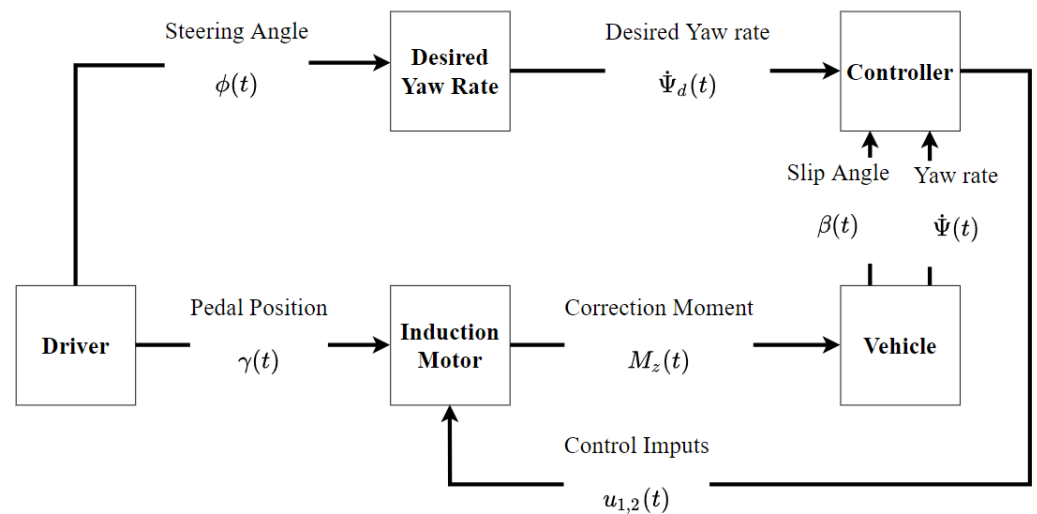 Steering Angle
ϕ(t)
Desired
Yaw Rate
Desired Yaw rate
Ψ̇_d(t)
Controller
Slip Angle
β(t)
Yaw rate
Ψ̇(t)
Driver
Pedal Position
γ(t)
Induction
Motor
Correction Moment
M_z(t)
Vehicle
Control Imputs
u_{1,2}(t)